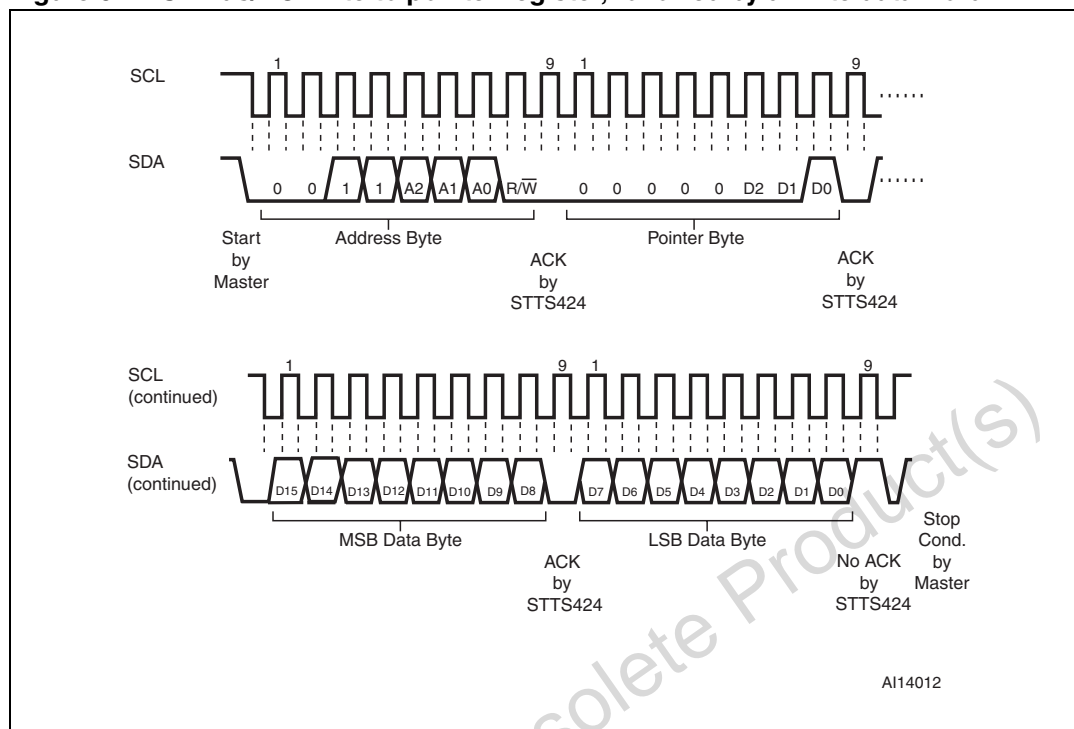 SCL
1 9 1 9
SDA
0 0 1 1 A2 A1 A0 R/W 0 0 0 0 0 D2 D1 D0
Address Byte Pointer Byte
Start
by
Master
ACK
by
STTS424
ACK
by
STTS424
SCL
(continued)
1 9 1 9
SDA
(continued)
D15 D14 D13 D12 D11 D10 D9 D8 D7 D6 D5 D4 D3 D2 D1 D0
MSB Data Byte LSB Data Byte
ACK
by
STTS424
No ACK
by
STTS424
Stop
Cond.
by
Master
AI14012
solete Product(s)